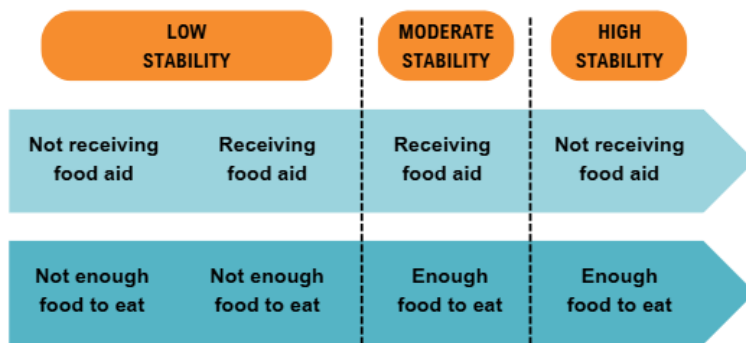 LOW
STABILITY
MODERATE
STABILITY
HIGH
STABILITY
Not receiving
food aid
Receiving
food aid
Receiving
food aid
Not receiving
food aid
Not enough
food to eat
Not enough
food to eat
Enough
food to eat
Enough
food to eat